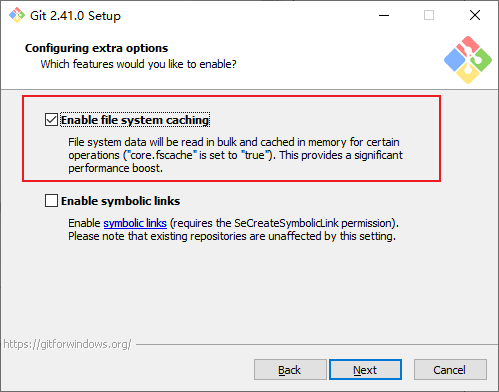 Git 2.41.0 Setup
Configuring extra options
Which features would you like to enable?
Enable file system caching
File system data will be read in bulk and cached in memory for certain
operations ("core.fscache" is set to "true"). This provides a significant
performance boost.
Enable symbolic links
Enable symbolic links (requires the SeCreateSymbolicLink permission).
Please note that existing repositories are unaffected by this setting.
https://gitforwindows.org/
Back Next Cancel